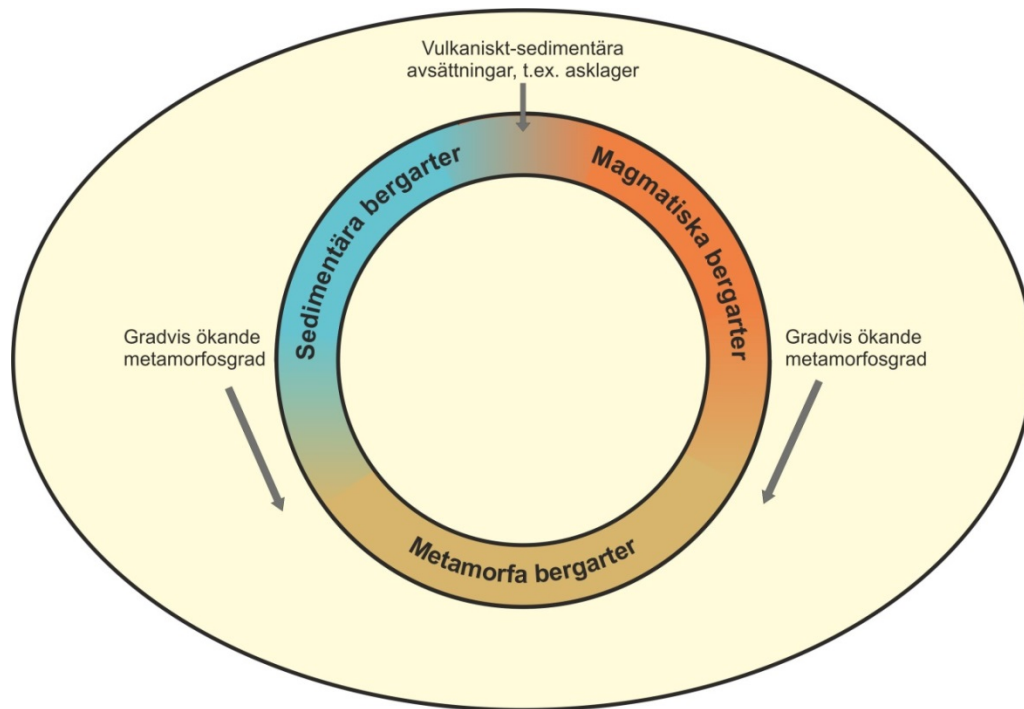 Vulkaniskt-sedimentära
avsättningar, t.ex. asklager
Sedimentära bergarter
Magmatiska bergarter
Gradvis ökande
metamorfosgrad
Gradvis ökande
metamorfosgrad
Metamorfa bergarter